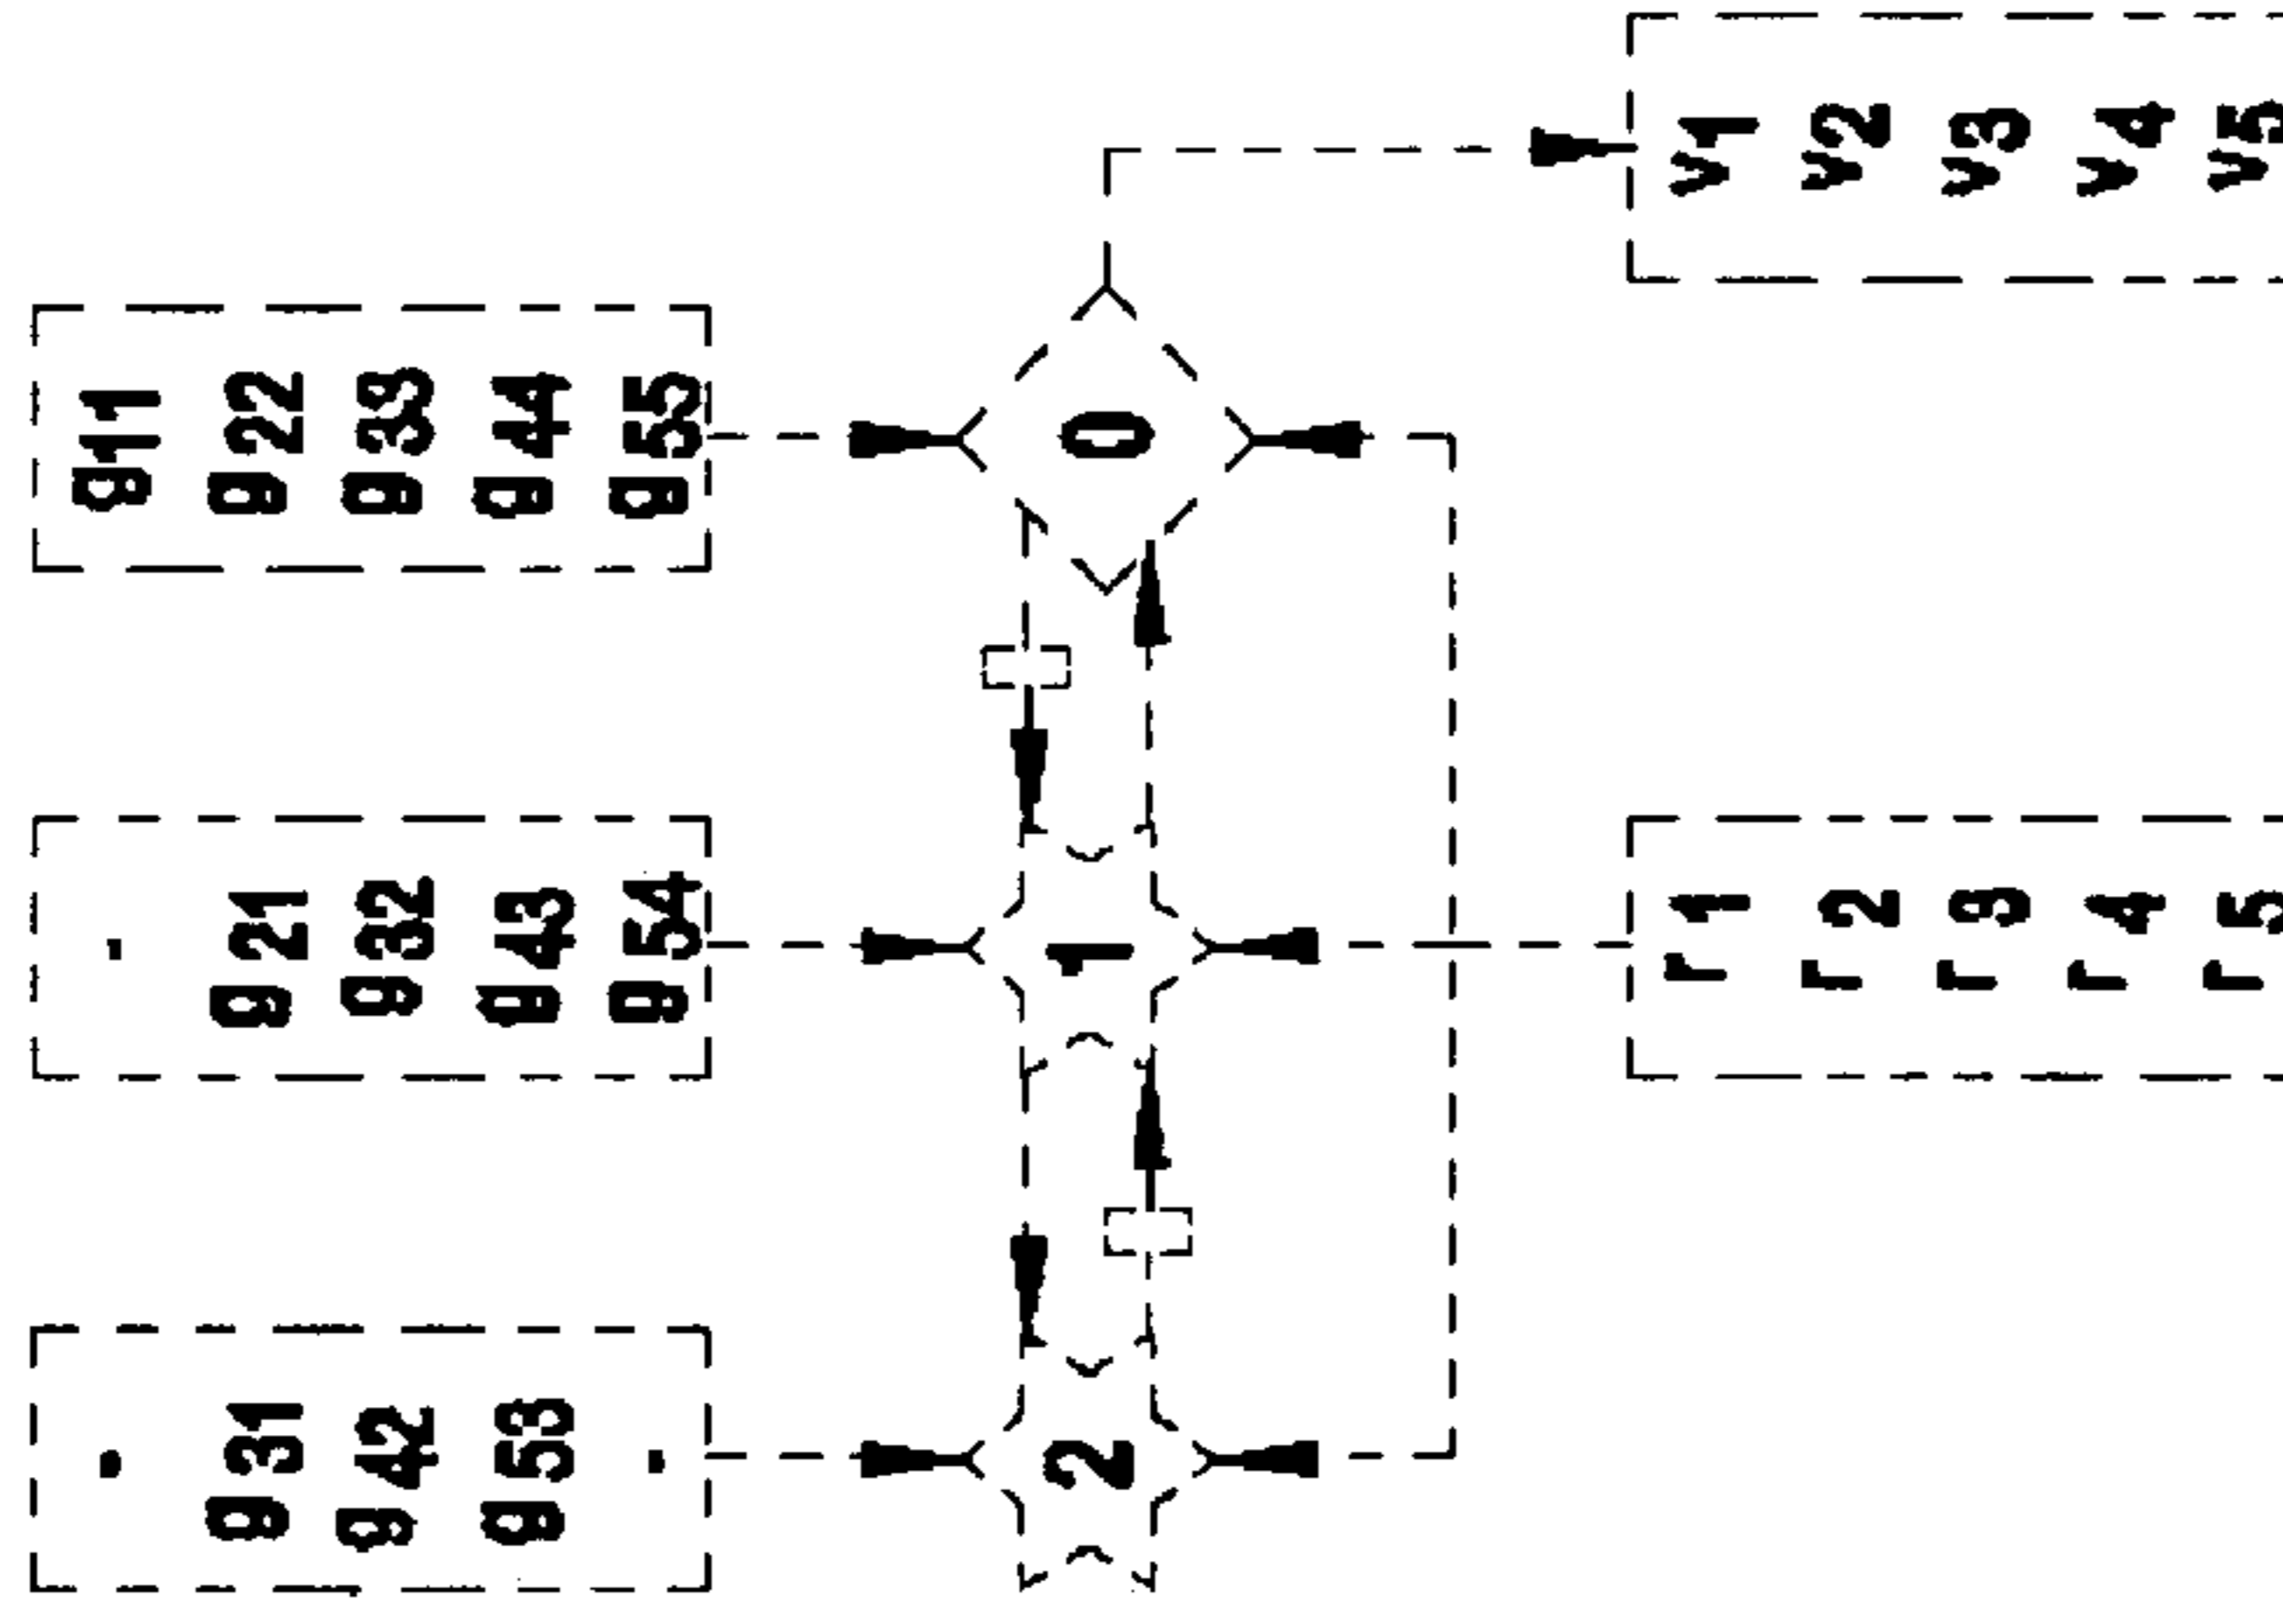 v1 v2 v3 v4 v5
g11 g22 g33 g44 g55
0
. g21 g32 g43 g54
1
r1 r2 r3 r4 r5
. g31 g42 g53 .
2